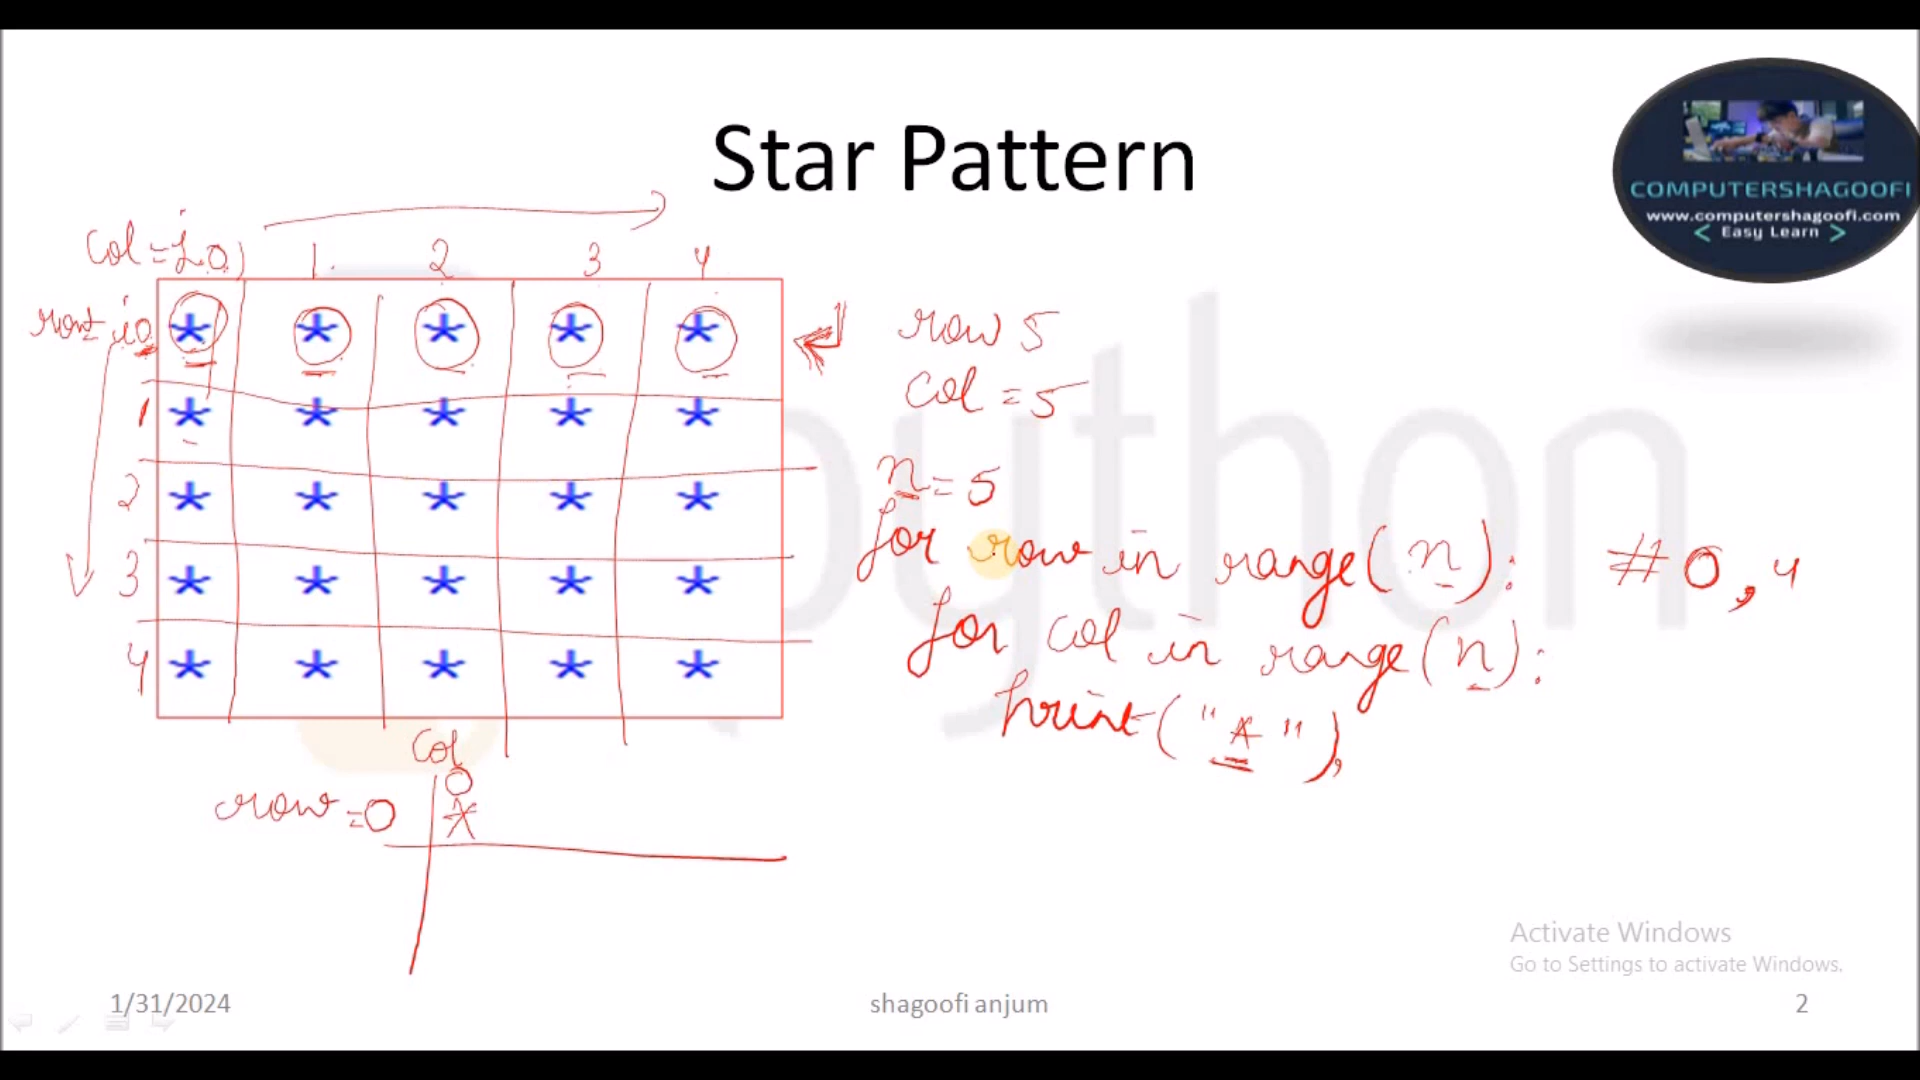 Star Pattern
COMPUTERSHAGOOFI
www.computershagoofi.com
< Easy Learn >
Col = j 0 1 2 3 4
row i 0 * * * * *
1 * * * * *
2 * * * * *
3 * * * * *
4 * * * * *
row 5
Col = 5
n = 5
for row in range(n): #0,4
for col in range(n):
print("*"),
Col
0
row=0 *
python
Activate Windows
Go to Settings to activate Windows.
1/31/2024
shagoofi anjum
2